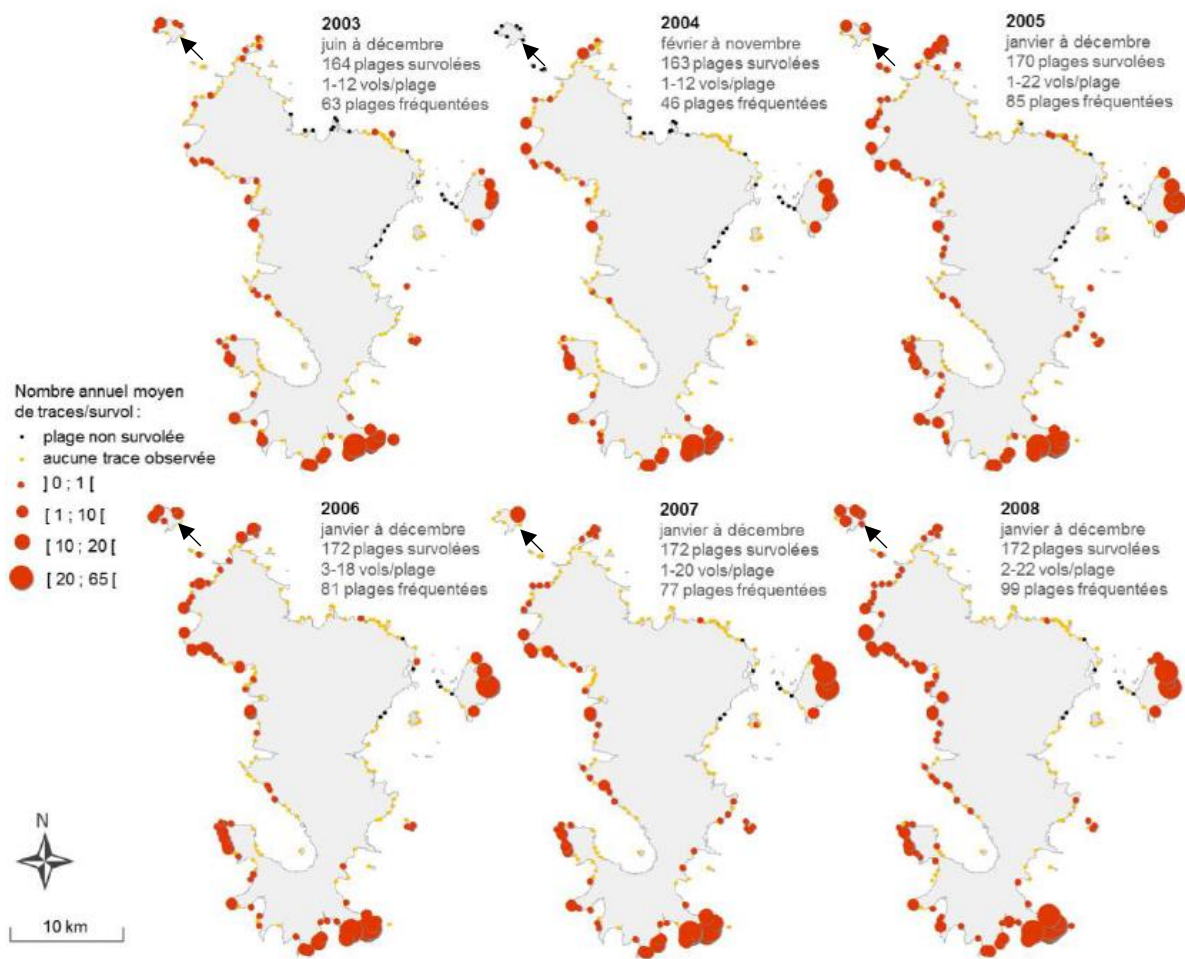 2003
juin à décembre
164 plages survolées
1-12 vols/plage
63 plages fréquentées
2004
février à novembre
163 plages survolées
1-12 vols/plage
46 plages fréquentées
2005
janvier à décembre
170 plages survolées
1-22 vols/plage
85 plages fréquentées
Nombre annuel moyen
de traces/survol :
plage non survolée
aucune trace observée
] 0 ; 1 [
[ 1 ; 10 [
[ 10 ; 20 [
[ 20 ; 65 [
2006
janvier à décembre
172 plages survolées
3-18 vols/plage
81 plages fréquentées
2007
janvier à décembre
172 plages survolées
1-20 vols/plage
77 plages fréquentées
2008
janvier à décembre
172 plages survolées
2-22 vols/plage
99 plages fréquentées
N
10 km